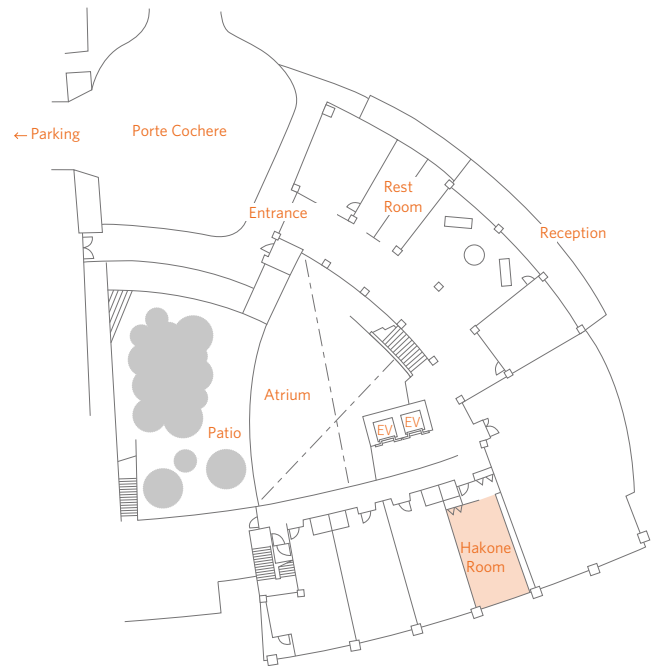 ← Parking
Porte Cochere
Rest
Room
Entrance
Reception
Atrium
EV
EV
Patio
Hakone
Room